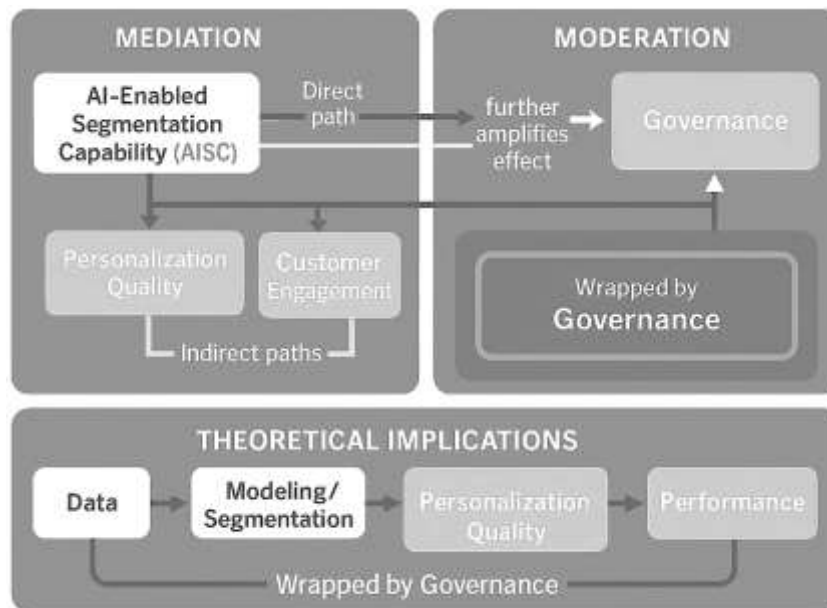 MEDIATION
AI-Enabled
Segmentation
Capability (AISC)
Direct
path
Personalization
Quality
Customer
Engagement
Indirect paths
MODERATION
further
amplifies
effect
Governance
Wrapped by
Governance
THEORETICAL IMPLICATIONS
Data
Modeling/
Segmentation
Personalization
Quality
Performance
Wrapped by Governance